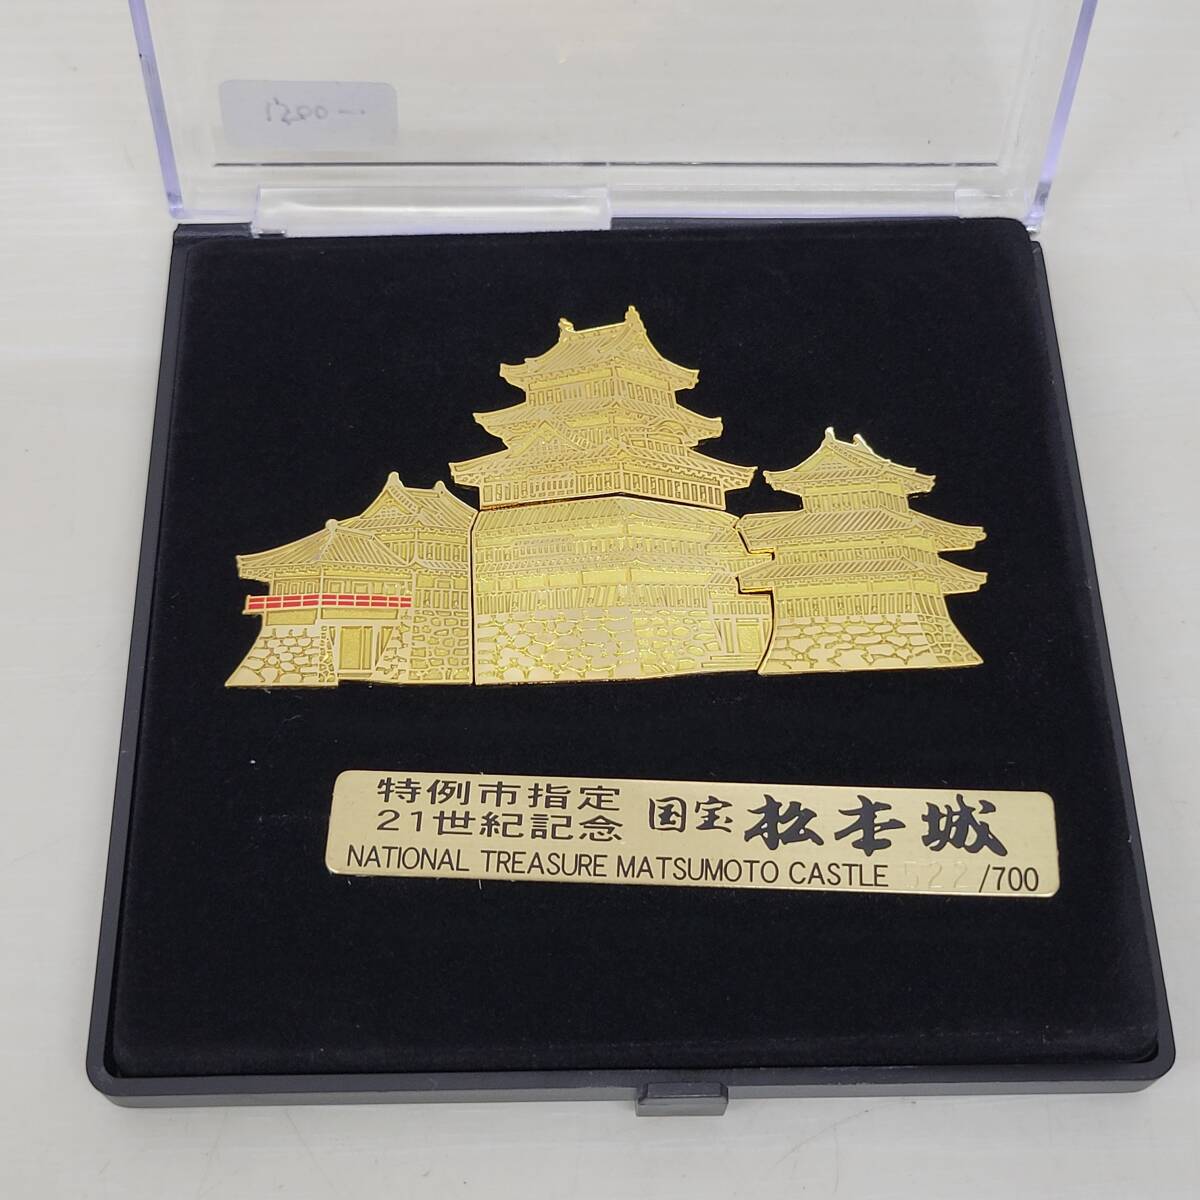 1500-
特例市指定
21世紀記念
国宝 松本城
NATIONAL TREASURE MATSUMOTO CASTLE 522/700